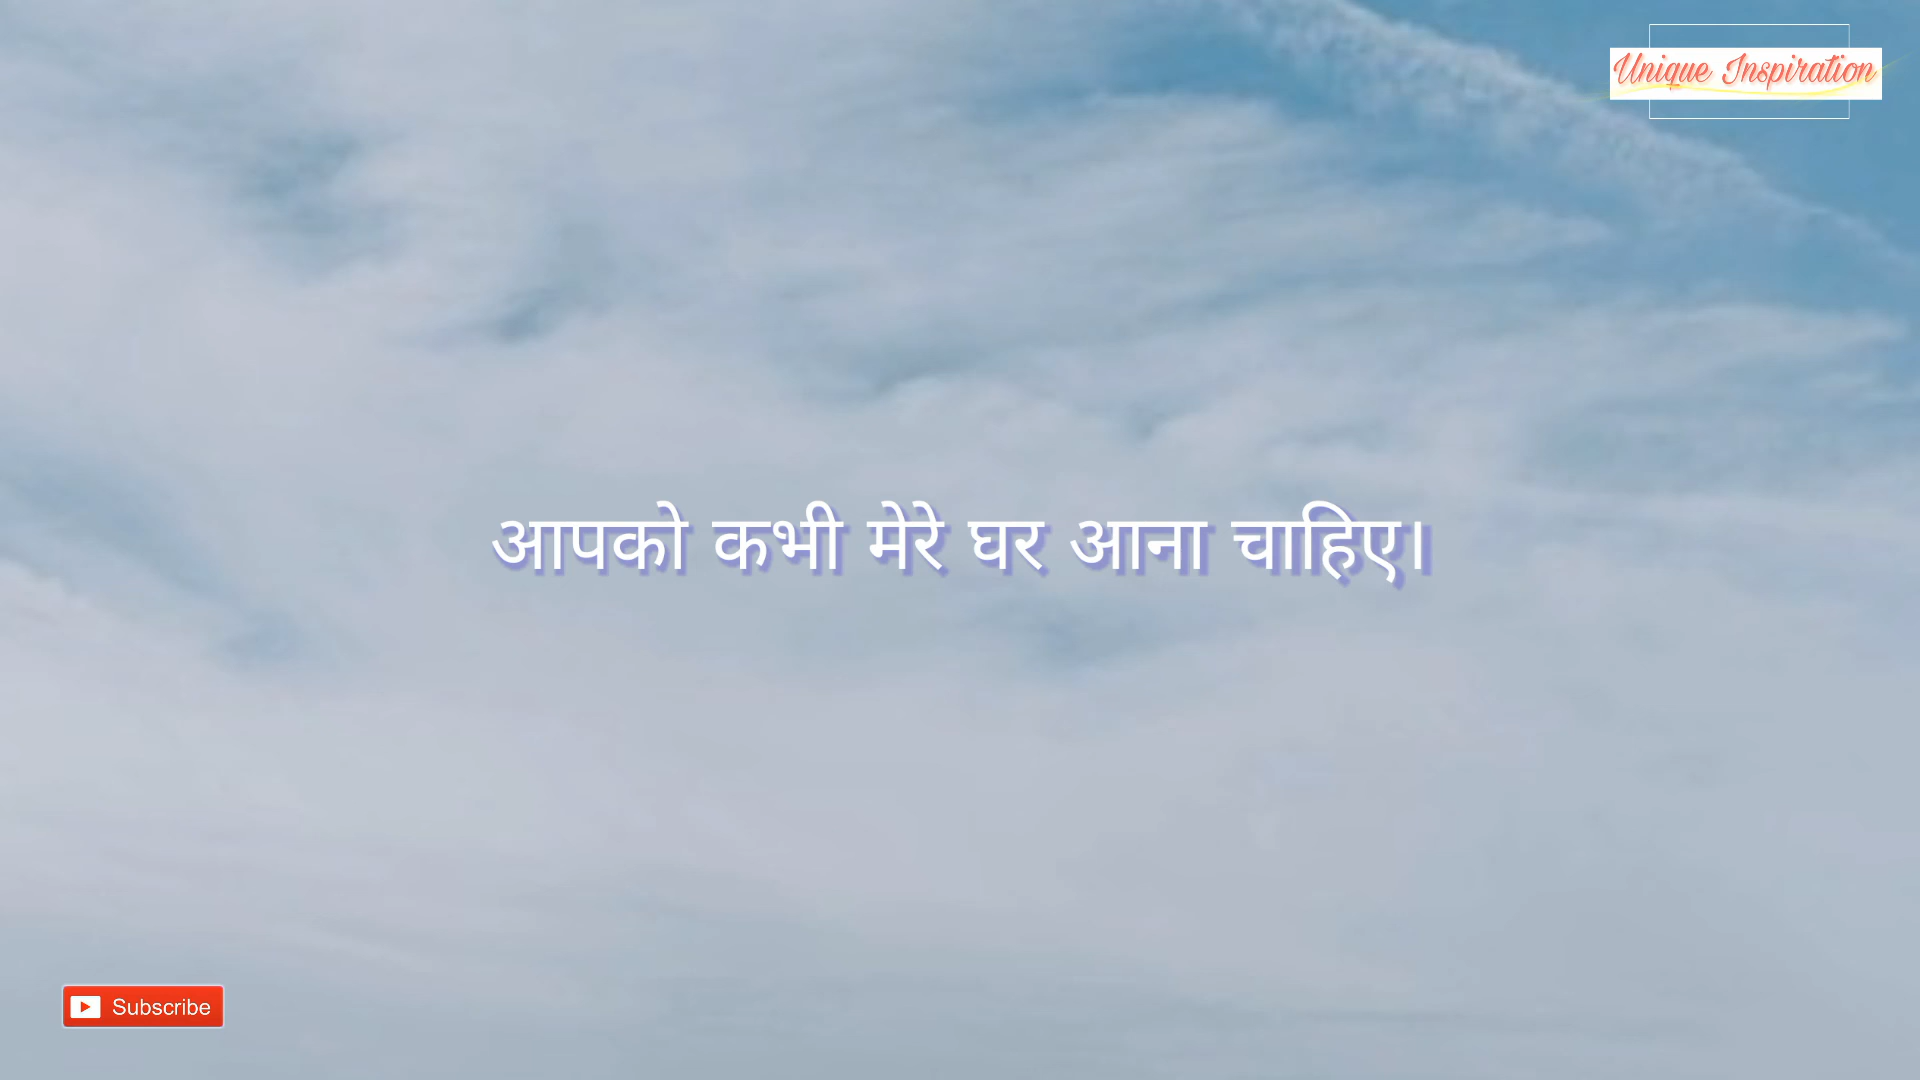 Unique Inspiration
आपको कभी मेरे घर आना चाहिए।
Subscribe